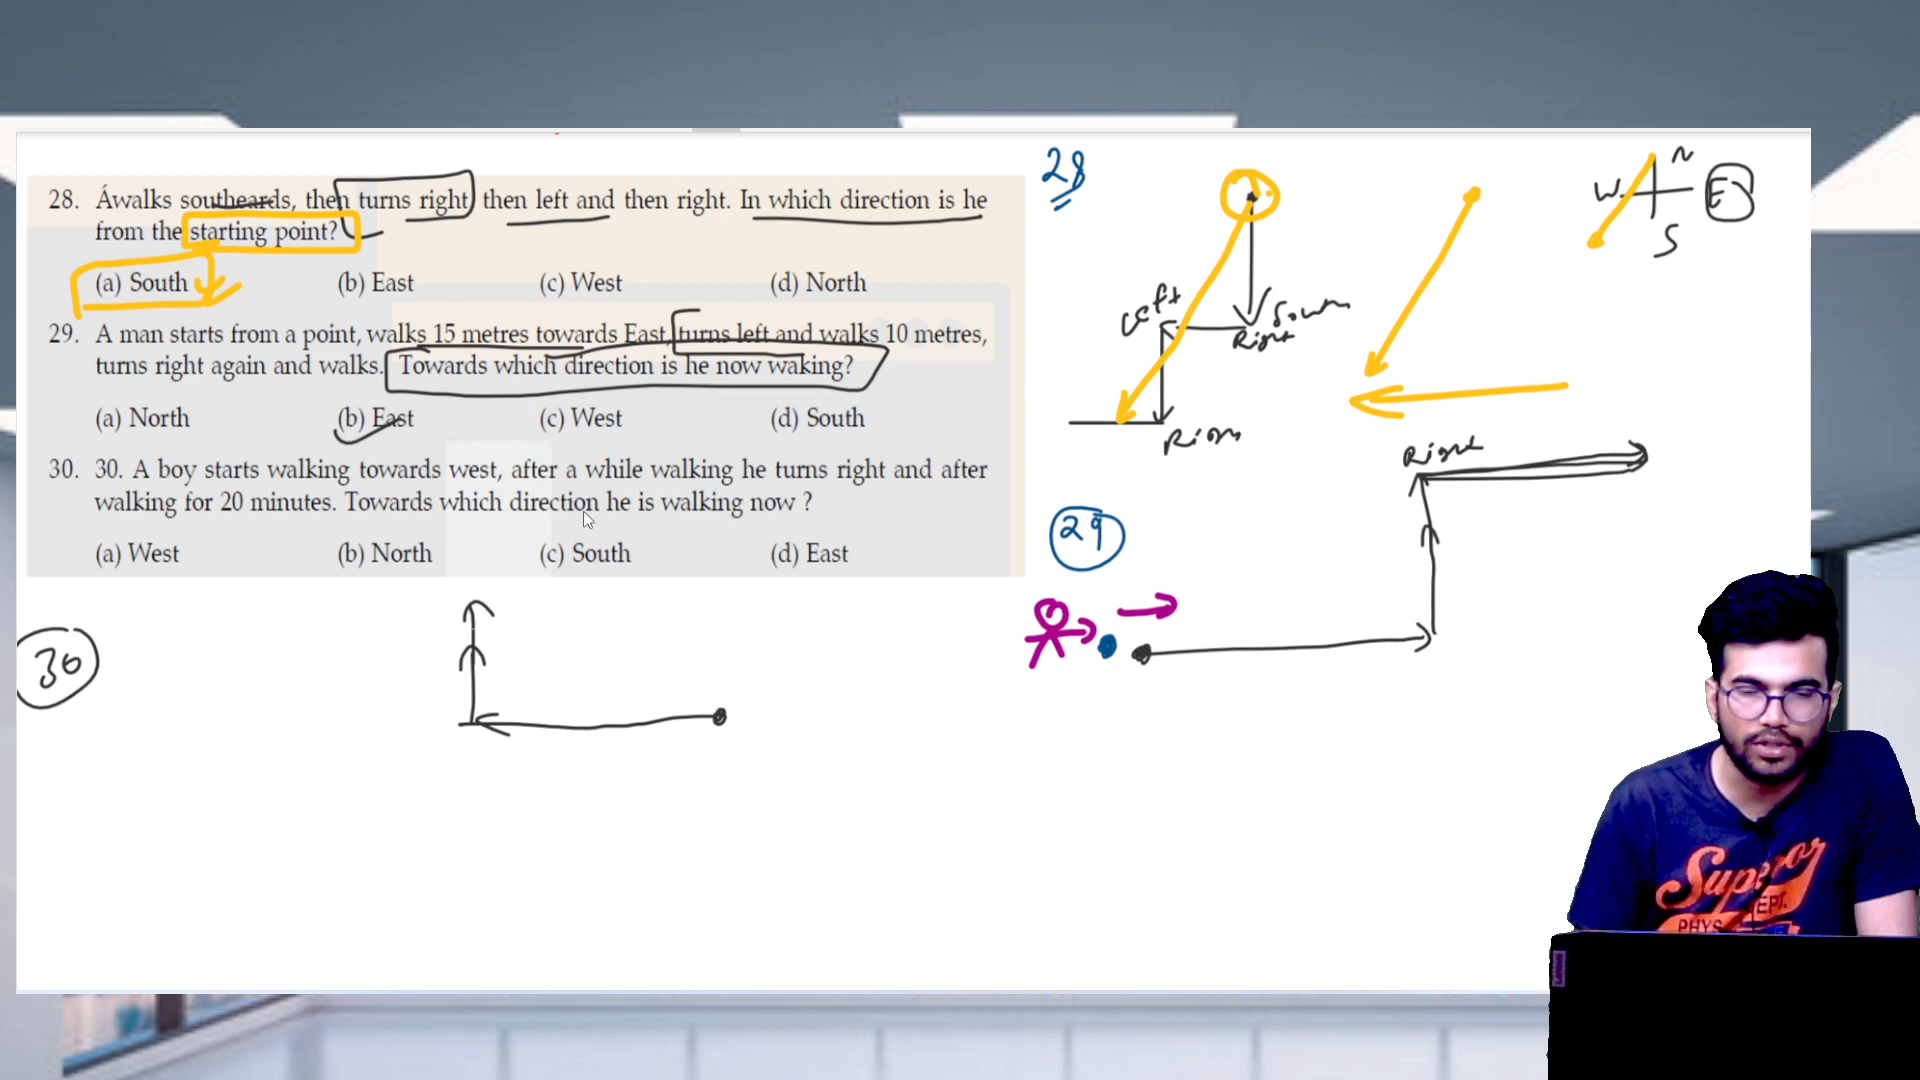 28. Áwalks southeards, then turns right then left and then right. In which direction is he
from the starting point?
(a) South (b) East (c) West (d) North
29. A man starts from a point, walks 15 metres towards East, turns left and walks 10 metres,
turns right again and walks. Towards which direction is he now waking?
(a) North (b) East (c) West (d) South
30. 30. A boy starts walking towards west, after a while walking he turns right and after
walking for 20 minutes. Towards which direction he is walking now ?
(a) West (b) North (c) South (d) East
28
N
W E
S
Left
Right
Right
29
30
Superor
DEPT.
PHYS